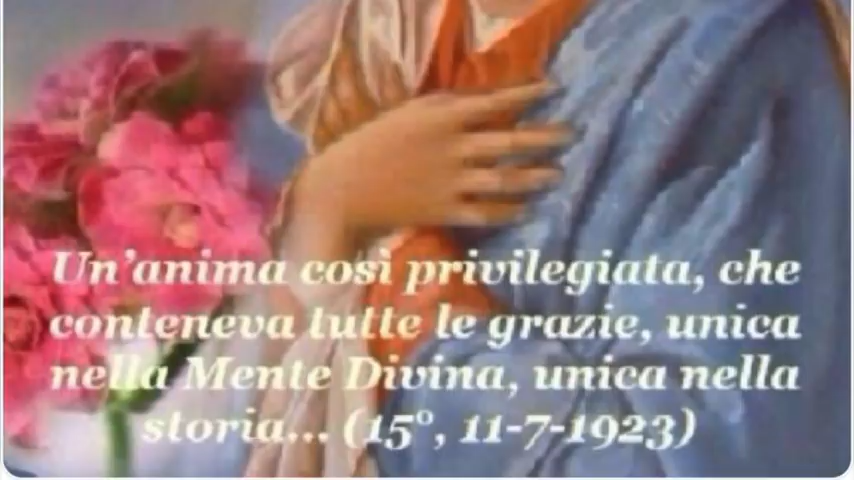 Un'anima così privilegiata, che
conteneva tutte le grazie, unica
nella Mente Divina, unica nella
storia... (15°, 11-7-1923)